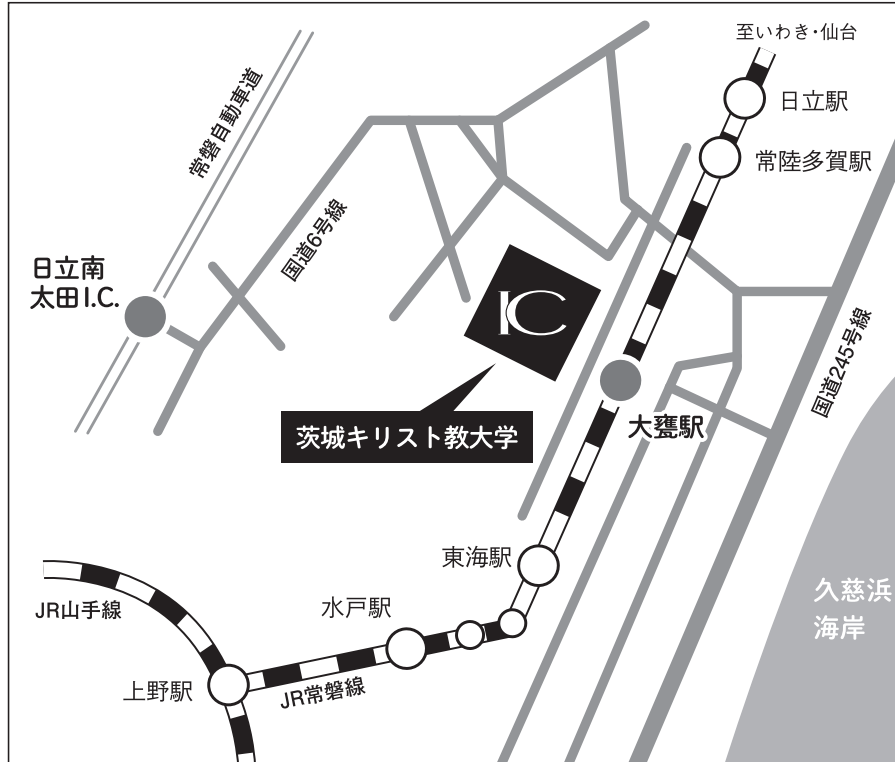 至いわき・仙台
日立駅
常陸多賀駅
常磐自動車道
国道6号線
日立南
太田I.C.
IC
国道245号線
茨城キリスト教大学
大甕駅
東海駅
久慈浜
海岸
水戸駅
JR山手線
上野駅
JR常磐線